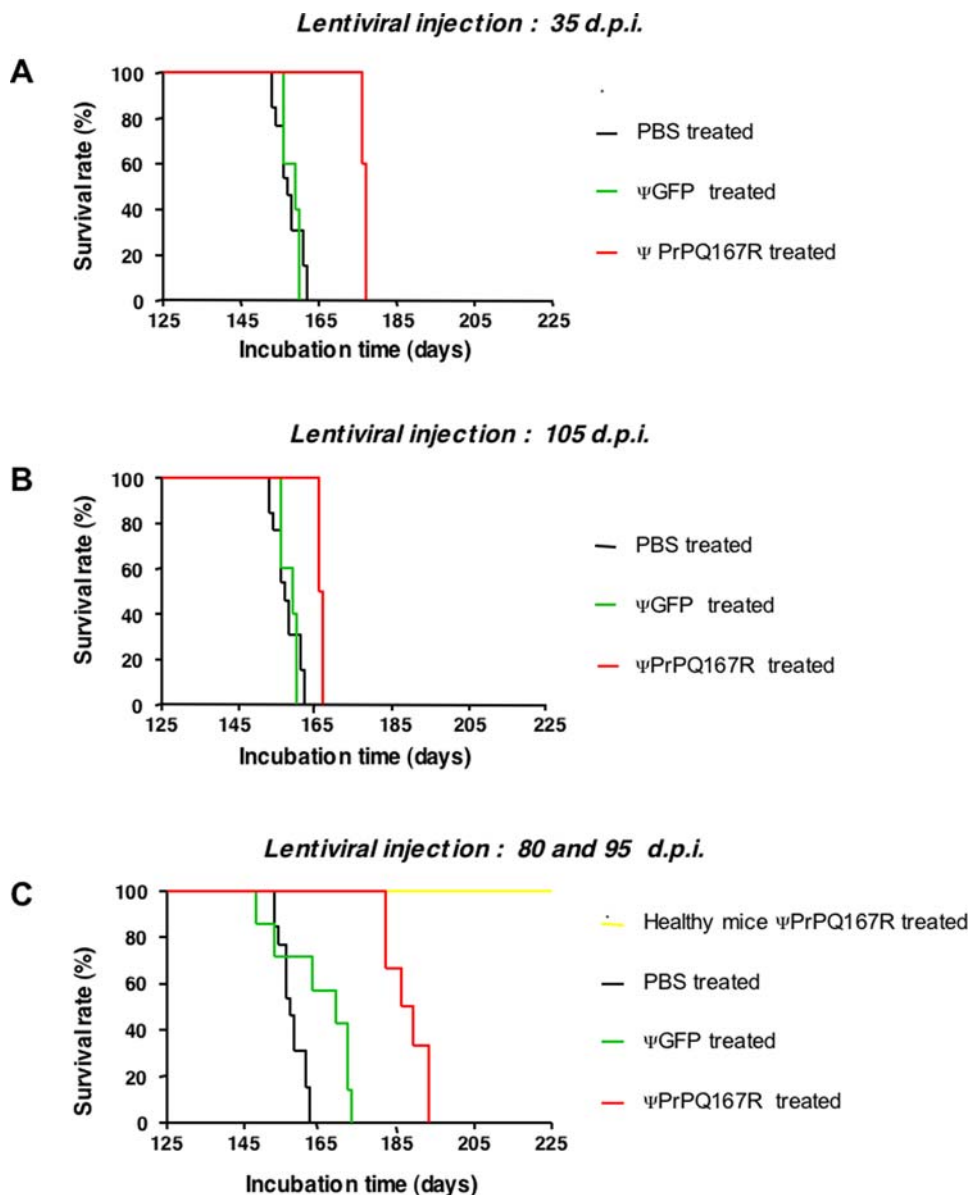 Lentiviral injection : 35 d.p.i.
A
Survival rate (%)
100
80
60
40
20
0
125 145 165 185 205 225
Incubation time (days)
PBS treated
ΨGFP treated
Ψ PrPQ167R treated
Lentiviral injection : 105 d.p.i.
B
Survival rate (%)
100
80
60
40
20
0
125 145 165 185 205 225
Incubation time (days)
PBS treated
ΨGFP treated
ΨPrPQ167R treated
Lentiviral injection : 80 and 95 d.p.i.
C
Survival rate (%)
100
80
60
40
20
0
125 145 165 185 205 225
Incubation time (days)
Healthy mice ΨPrPQ167R treated
PBS treated
ΨGFP treated
ΨPrPQ167R treated